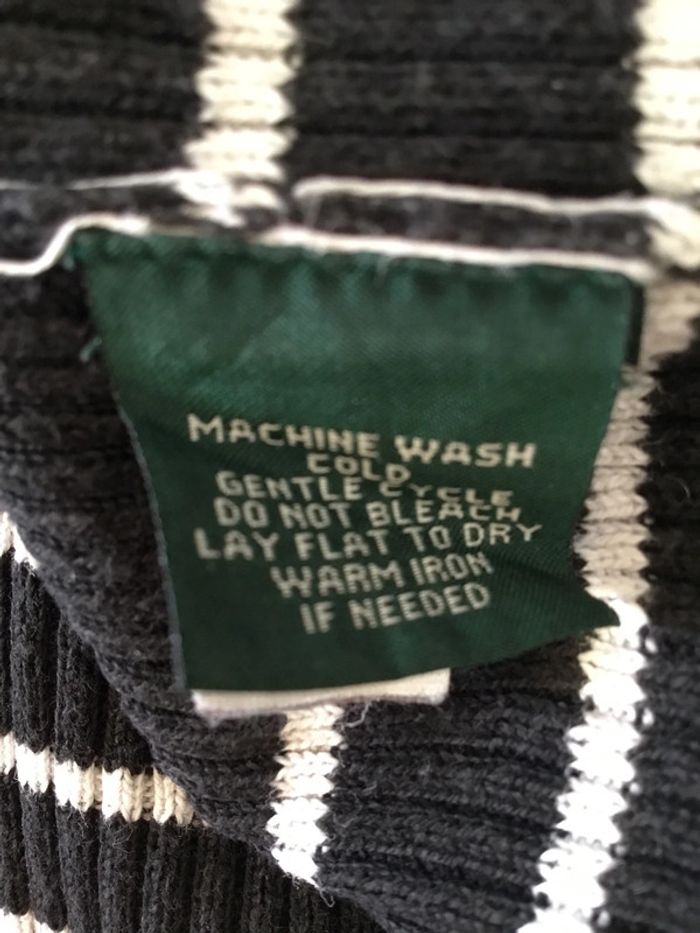 MACHINE WASH
COLD
GENTLE CYCLE
DO NOT BLEACH
LAY FLAT TO DRY
WARM IRON
IF NEEDED